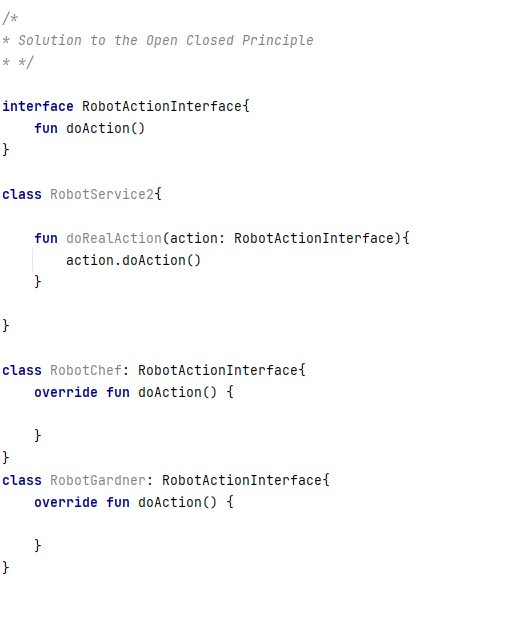 /*
* Solution to the Open Closed Principle
* */
interface RobotActionInterface{
    fun doAction()
}
class RobotService2{
    fun doRealAction(action: RobotActionInterface){
        action.doAction()
    }
}
class RobotChef: RobotActionInterface{
    override fun doAction() {
    }
}
class RobotGardner: RobotActionInterface{
    override fun doAction() {
    }
}